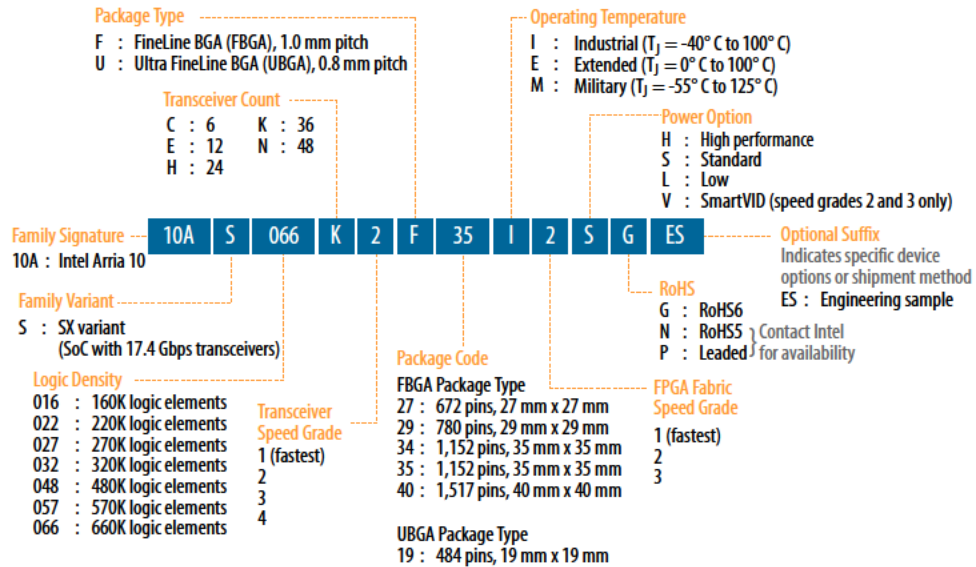 Package Type
F : FineLine BGA (FBGA), 1.0 mm pitch
U : Ultra FineLine BGA (UBGA), 0.8 mm pitch
Operating Temperature
I : Industrial (TJ = -40° C to 100° C)
E : Extended (TJ = 0° C to 100° C)
M : Military (TJ = -55° C to 125° C)
Transceiver Count
C : 6 K : 36
E : 12 N : 48
H : 24
Power Option
H : High performance
S : Standard
L : Low
V : SmartVID (speed grades 2 and 3 only)
Family Signature
10A : Intel Arria 10
10A S 066 K 2 F 35 I 2 S G ES
Optional Suffix
Indicates specific device
options or shipment method
ES : Engineering sample
Family Variant
S : SX variant
(SoC with 17.4 Gbps transceivers)
RoHS
G : RoHS6
N : RoHS5
P : Leaded
Contact Intel
for availability
Logic Density
016 : 160K logic elements
022 : 220K logic elements
027 : 270K logic elements
032 : 320K logic elements
048 : 480K logic elements
057 : 570K logic elements
066 : 660K logic elements
Transceiver
Speed Grade
1 (fastest)
2
3
4
Package Code
FBGA Package Type
27 : 672 pins, 27 mm x 27 mm
29 : 780 pins, 29 mm x 29 mm
34 : 1,152 pins, 35 mm x 35 mm
35 : 1,152 pins, 35 mm x 35 mm
40 : 1,517 pins, 40 mm x 40 mm
UBGA Package Type
19 : 484 pins, 19 mm x 19 mm
FPGA Fabric
Speed Grade
1 (fastest)
2
3